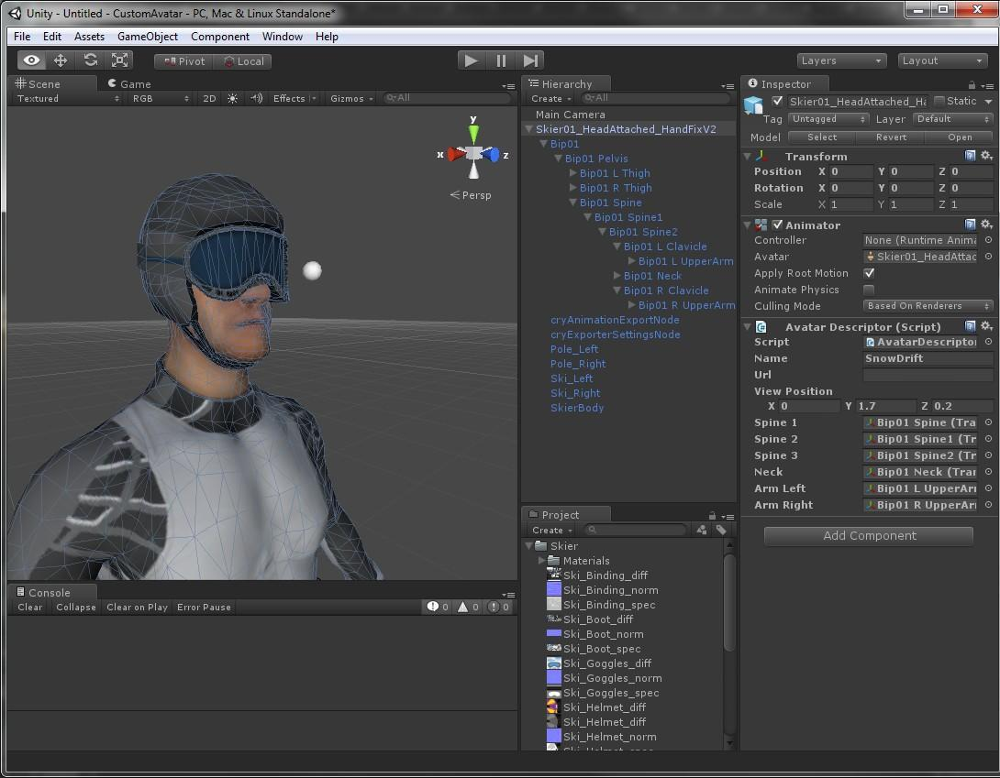 Unity - Untitled - CustomAvatar - PC, Mac & Linux Standalone*
File Edit Assets GameObject Component Window Help
Pivot Local Layers Layout
Scene Game
Textured RGB 2D Effects Gizmos All
y
x z
Persp
Console
Clear Collapse Clear on Play Error Pause 0 0 0
Hierarchy
Create All
Main Camera
Skier01_HeadAttached_HandFixV2
Bip01
Bip01 Pelvis
Bip01 L Thigh
Bip01 R Thigh
Bip01 Spine
Bip01 Spine1
Bip01 Spine2
Bip01 L Clavicle
Bip01 L UpperArm
Bip01 Neck
Bip01 R Clavicle
Bip01 R UpperArm
cryAnimationExportNode
cryExporterSettingsNode
Pole_Left
Pole_Right
Ski_Left
Ski_Right
SkierBody
Project
Create
Skier
Materials
Ski_Binding_diff
Ski_Binding_norm
Ski_Binding_spec
Ski_Boot_diff
Ski_Boot_norm
Ski_Boot_spec
Ski_Goggles_diff
Ski_Goggles_norm
Ski_Goggles_spec
Ski_Helmet_diff
Ski_Helmet_diff
Ski_Helmet_norm
Inspector
Skier01_HeadAttached_Ha Static
Tag Untagged Layer Default
Model Select Revert Open
Transform
Position X 0 Y 0 Z 0
Rotation X 0 Y 0 Z 0
Scale X 1 Y 1 Z 1
Animator
Controller None (Runtime Anima
Avatar Skier01_HeadAttac
Apply Root Motion
Animate Physics
Culling Mode Based On Renderers
Avatar Descriptor (Script)
Script AvatarDescriptor
Name SnowDrift
Url
View Position
X 0 Y 1.7 Z 0.2
Spine 1 Bip01 Spine (Tra
Spine 2 Bip01 Spine1 (Tr
Spine 3 Bip01 Spine2 (Tr
Neck Bip01 Neck (Tran
Arm Left Bip01 L UpperArm
Arm Right Bip01 R UpperArm
Add Component